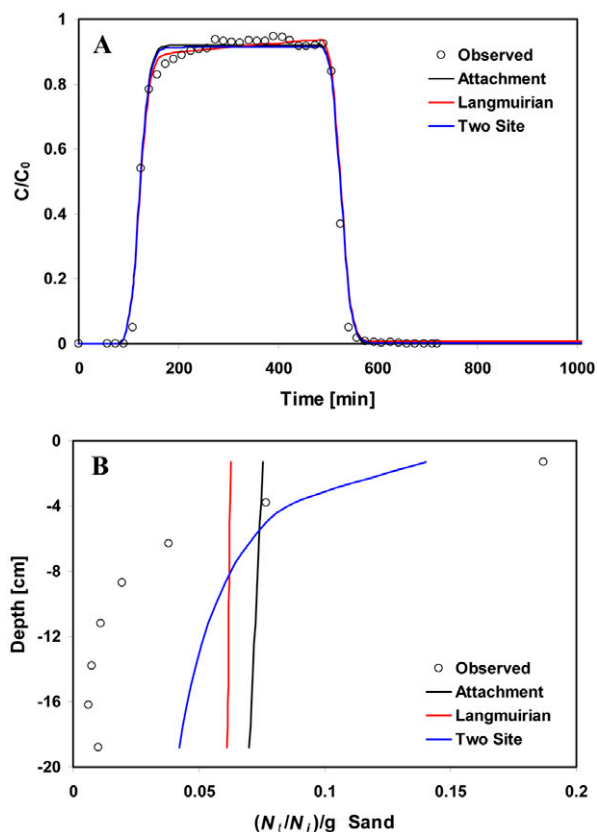 A
Observed
Attachment
Langmuirian
Two Site
C/C0
1
0.8
0.6
0.4
0.2
0
0 200 400 600 800 1000
Time [min]
B
0
-4
-8
-12
-16
-20
Depth [cm]
Observed
Attachment
Langmuirian
Two Site
0 0.05 0.1 0.15 0.2
(Nt/Ni)/g Sand